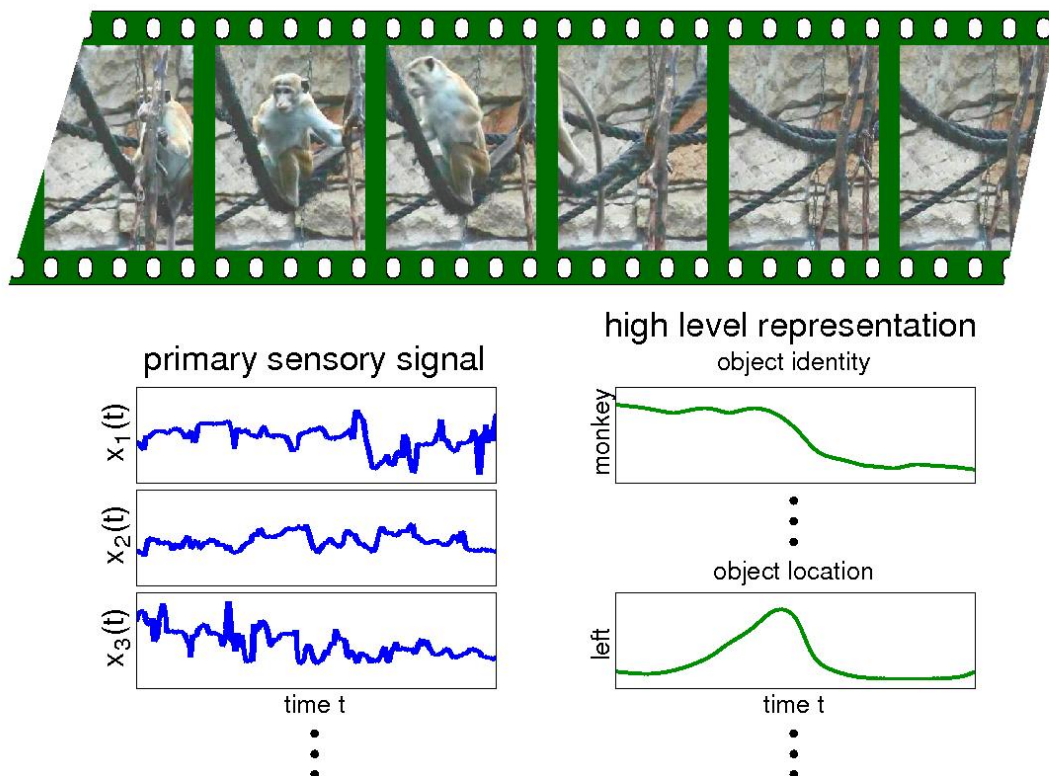 high level representation
primary sensory signal
object identity
x1(t)
monkey
x2(t)
object location
x3(t)
left
time t
time t